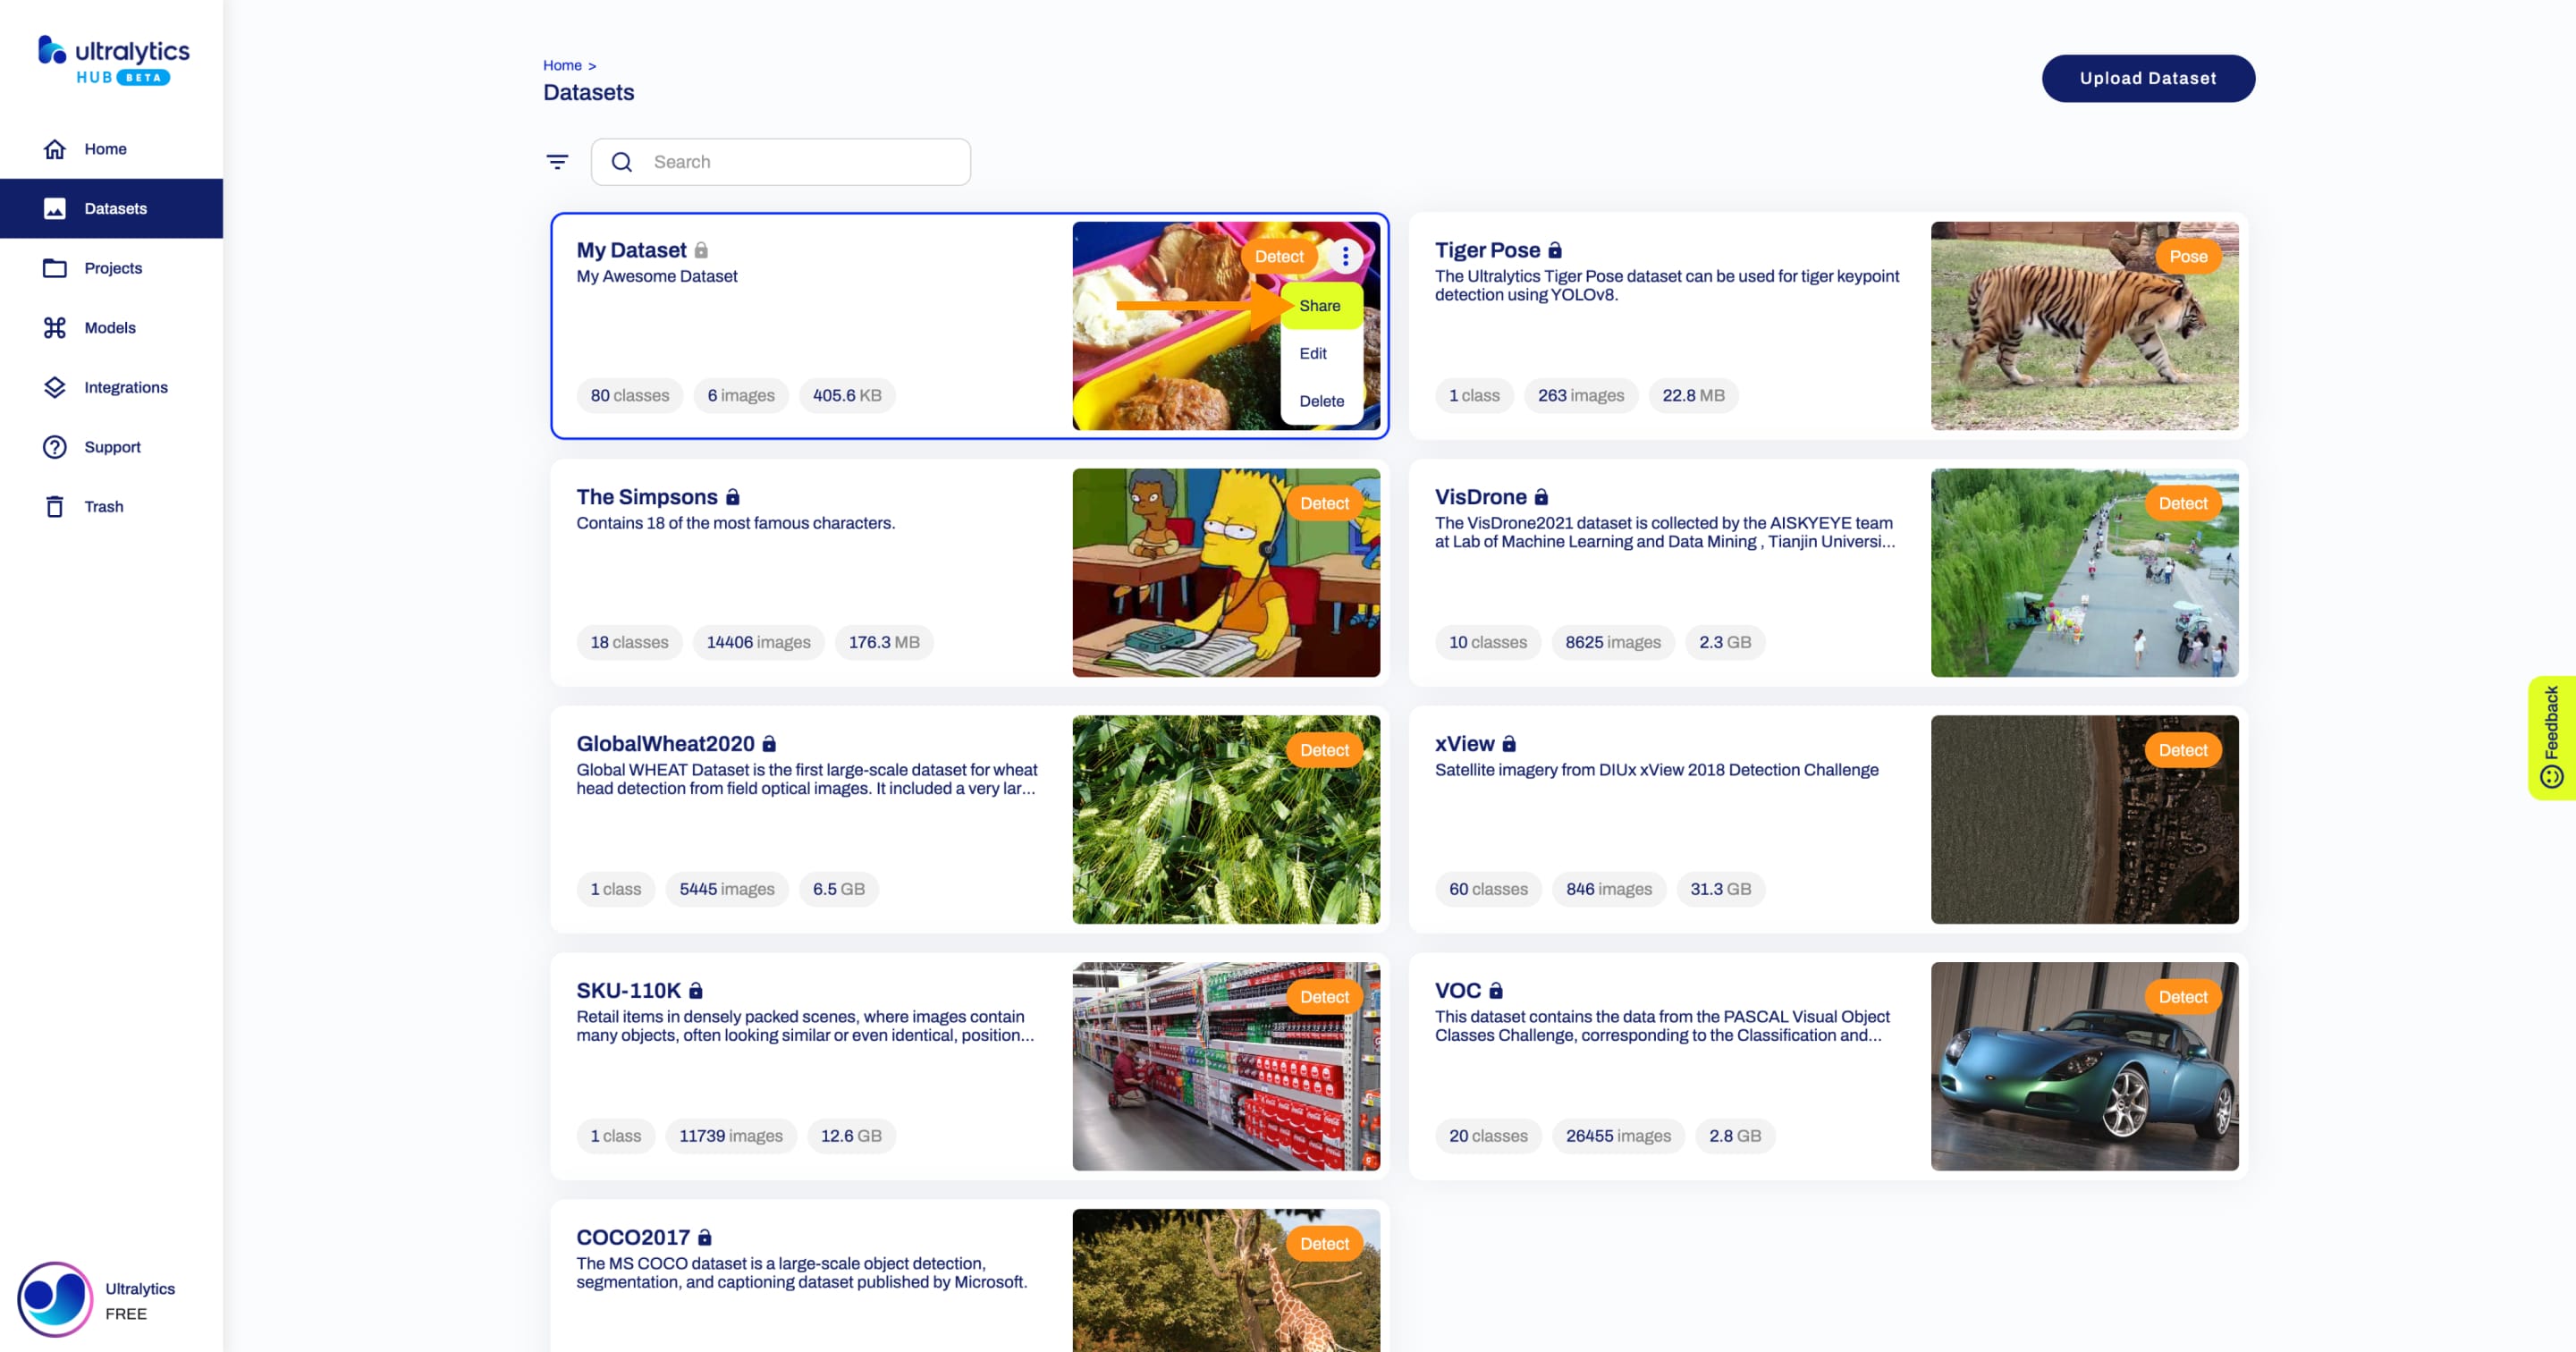 ultralytics
HUB BETA
Home
Datasets
Projects
Models
Integrations
Support
Trash
Ultralytics
FREE
Home >
Datasets
Upload Dataset
Search
My Dataset
My Awesome Dataset
80 classes 6 images 405.6 KB
Detect
Share
Edit
Delete
Tiger Pose
The Ultralytics Tiger Pose dataset can be used for tiger keypoint
detection using YOLOv8.
1 class 263 images 22.8 MB
Pose
The Simpsons
Contains 18 of the most famous characters.
18 classes 14406 images 176.3 MB
Detect
VisDrone
The VisDrone2021 dataset is collected by the AISKYEYE team
at Lab of Machine Learning and Data Mining , Tianjin Universi...
10 classes 8625 images 2.3 GB
Detect
GlobalWheat2020
Global WHEAT Dataset is the first large-scale dataset for wheat
head detection from field optical images. It included a very lar...
1 class 5445 images 6.5 GB
Detect
xView
Satellite imagery from DIUx xView 2018 Detection Challenge
60 classes 846 images 31.3 GB
Detect
SKU-110K
Retail items in densely packed scenes, where images contain
many objects, often looking similar or even identical, position...
1 class 11739 images 12.6 GB
Detect
VOC
This dataset contains the data from the PASCAL Visual Object
Classes Challenge, corresponding to the Classification and...
20 classes 26455 images 2.8 GB
Detect
COCO2017
The MS COCO dataset is a large-scale object detection,
segmentation, and captioning dataset published by Microsoft.
Detect
Feedback